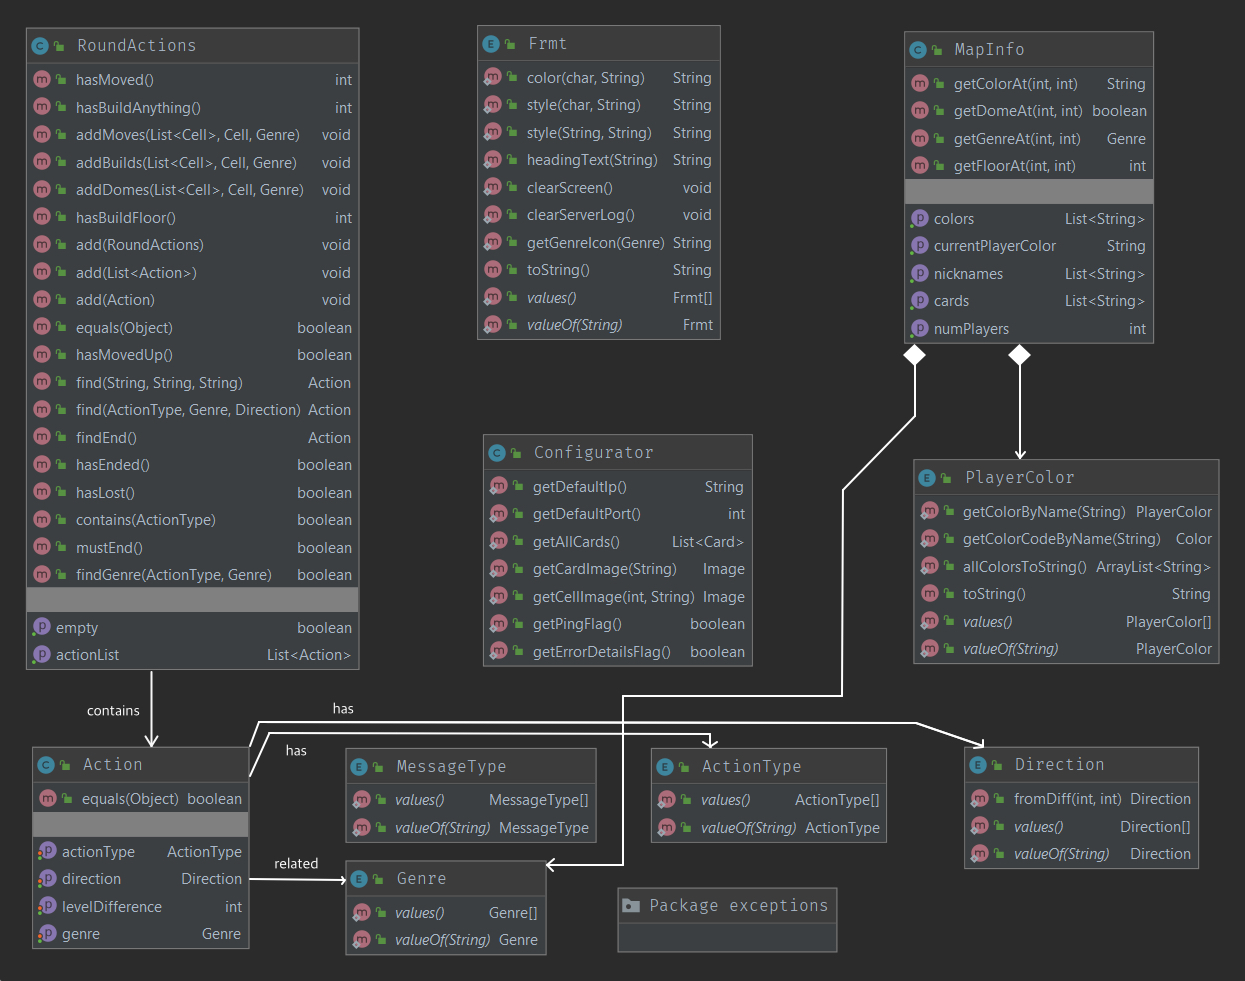 RoundActions
hasMoved() int
hasBuildAnything() int
addMoves(List<Cell>, Cell, Genre) void
addBuilds(List<Cell>, Cell, Genre) void
addDomes(List<Cell>, Cell, Genre) void
hasBuildFloor() int
add(RoundActions) void
add(List<Action>) void
add(Action) void
equals(Object) boolean
hasMovedUp() boolean
find(String, String, String) Action
find(ActionType, Genre, Direction) Action
findEnd() Action
hasEnded() boolean
hasLost() boolean
contains(ActionType) boolean
mustEnd() boolean
findGenre(ActionType, Genre) boolean
empty boolean
actionList List<Action>
Frmt
color(char, String) String
style(char, String) String
style(String, String) String
headingText(String) String
clearScreen() void
clearServerLog() void
getGenreIcon(Genre) String
toString() String
values() Frmt[]
valueOf(String) Frmt
MapInfo
getColorAt(int, int) String
getDomeAt(int, int) boolean
getGenreAt(int, int) Genre
getFloorAt(int, int) int
colors List<String>
currentPlayerColor String
nicknames List<String>
cards List<String>
numPlayers int
Configurator
getDefaultIp() String
getDefaultPort() int
getAllCards() List<Card>
getCardImage(String) Image
getCellImage(int, String) Image
getPingFlag() boolean
getErrorDetailsFlag() boolean
PlayerColor
getColorByName(String) PlayerColor
getColorCodeByName(String) Color
allColorsToString() ArrayList<String>
toString() String
values() PlayerColor[]
valueOf(String) PlayerColor
contains
has
has
Action
equals(Object) boolean
actionType ActionType
direction Direction
levelDifference int
genre Genre
related
MessageType
values() MessageType[]
valueOf(String) MessageType
Genre
values() Genre[]
valueOf(String) Genre
ActionType
values() ActionType[]
valueOf(String) ActionType
Direction
fromDiff(int, int) Direction
values() Direction[]
valueOf(String) Direction
Package exceptions